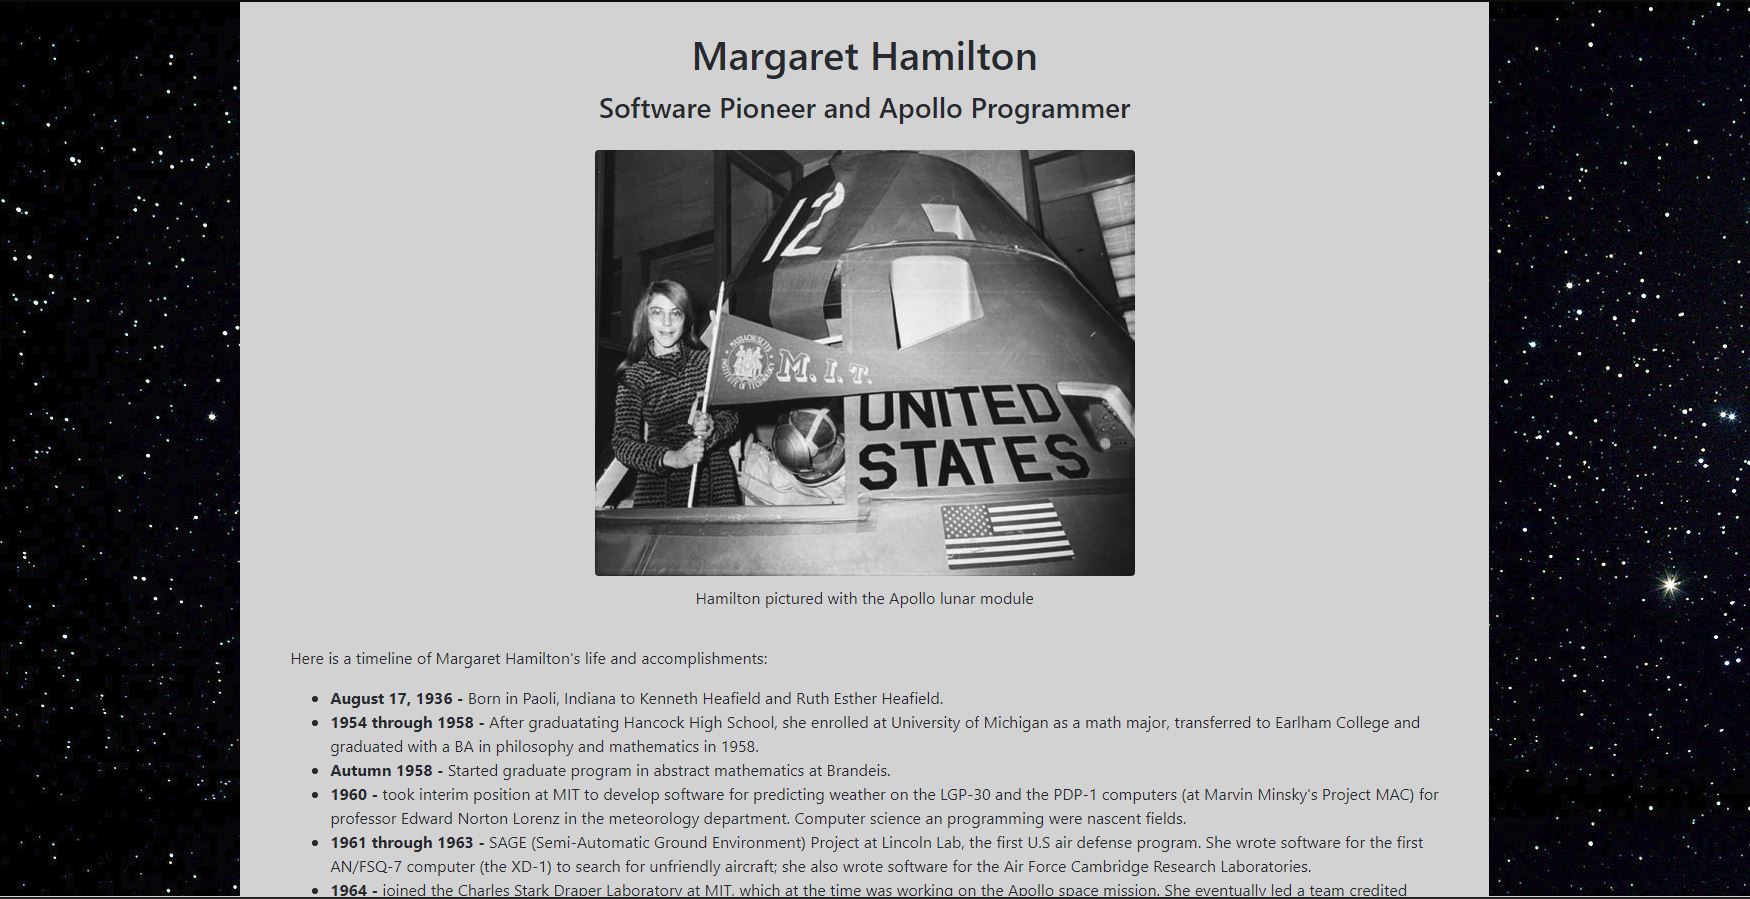 Margaret Hamilton
Software Pioneer and Apollo Programmer
12
MASSACHUSETTS INSTITUTE OF TECHNOLOGY
M.I.T.
UNITED
STATES
Hamilton pictured with the Apollo lunar module
Here is a timeline of Margaret Hamilton's life and accomplishments:
August 17, 1936 - Born in Paoli, Indiana to Kenneth Heafield and Ruth Esther Heafield.
1954 through 1958 - After graduatating Hancock High School, she enrolled at University of Michigan as a math major, transferred to Earlham College and
graduated with a BA in philosophy and mathematics in 1958.
Autumn 1958 - Started graduate program in abstract mathematics at Brandeis.
1960 - took interim position at MIT to develop software for predicting weather on the LGP-30 and the PDP-1 computers (at Marvin Minsky's Project MAC) for
professor Edward Norton Lorenz in the meteorology department. Computer science an programming were nascent fields.
1961 through 1963 - SAGE (Semi-Automatic Ground Environment) Project at Lincoln Lab, the first U.S air defense program. She wrote software for the first
AN/FSQ-7 computer (the XD-1) to search for unfriendly aircraft; she also wrote software for the Air Force Cambridge Research Laboratories.
1964 - joined the Charles Stark Draper Laboratory at MIT, which at the time was working on the Apollo space mission. She eventually led a team credited